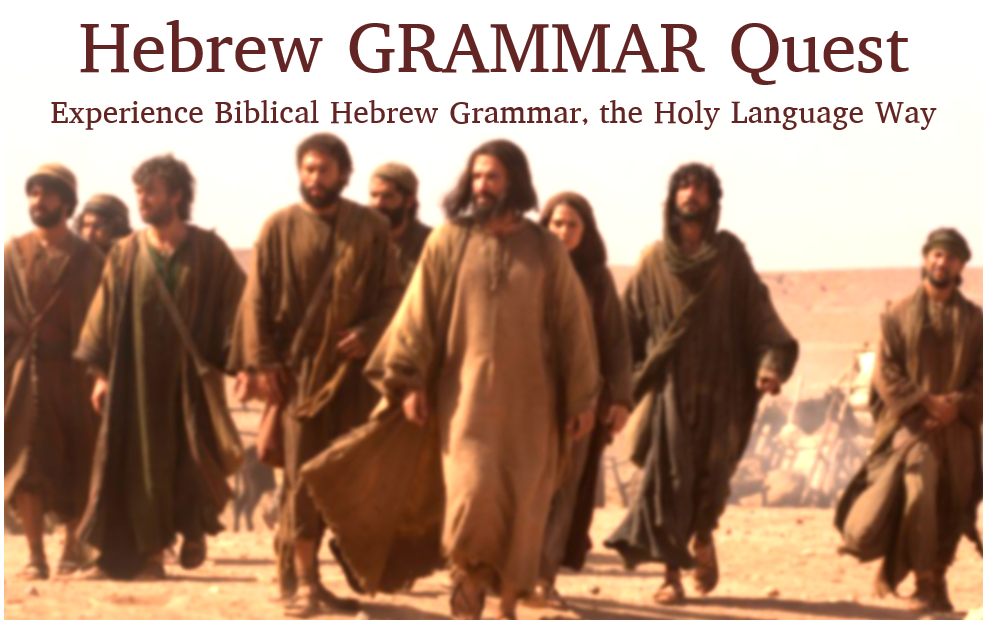 Hebrew GRAMMAR Quest
Experience Biblical Hebrew Grammar, the Holy Language Way